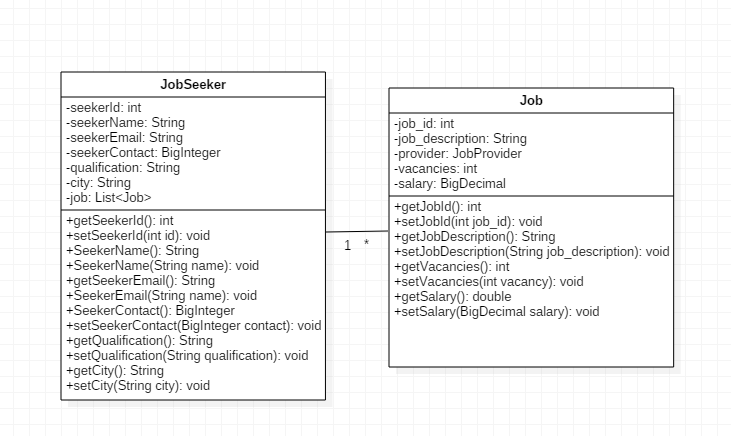 JobSeeker
-seekerId: int
-seekerName: String
-seekerEmail: String
-seekerContact: BigInteger
-qualification: String
-city: String
-job: List<Job>
+getSeekerId(): int
+setSeekerId(int id): void
+SeekerName(): String
+SeekerName(String name): void
+getSeekerEmail(): String
+SeekerEmail(String name): void
+SeekerContact(): BigInteger
+setSeekerContact(BigInteger contact): void
+getQualification(): String
+setQualification(String qualification): void
+getCity(): String
+setCity(String city): void
1 *
Job
-job_id: int
-job_description: String
-provider: JobProvider
-vacancies: int
-salary: BigDecimal
+getJobId(): int
+setJobId(int job_id): void
+getJobDescription(): String
+setJobDescription(String job_description): void
+getVacancies(): int
+setVacancies(int vacancy): void
+getSalary(): double
+setSalary(BigDecimal salary): void